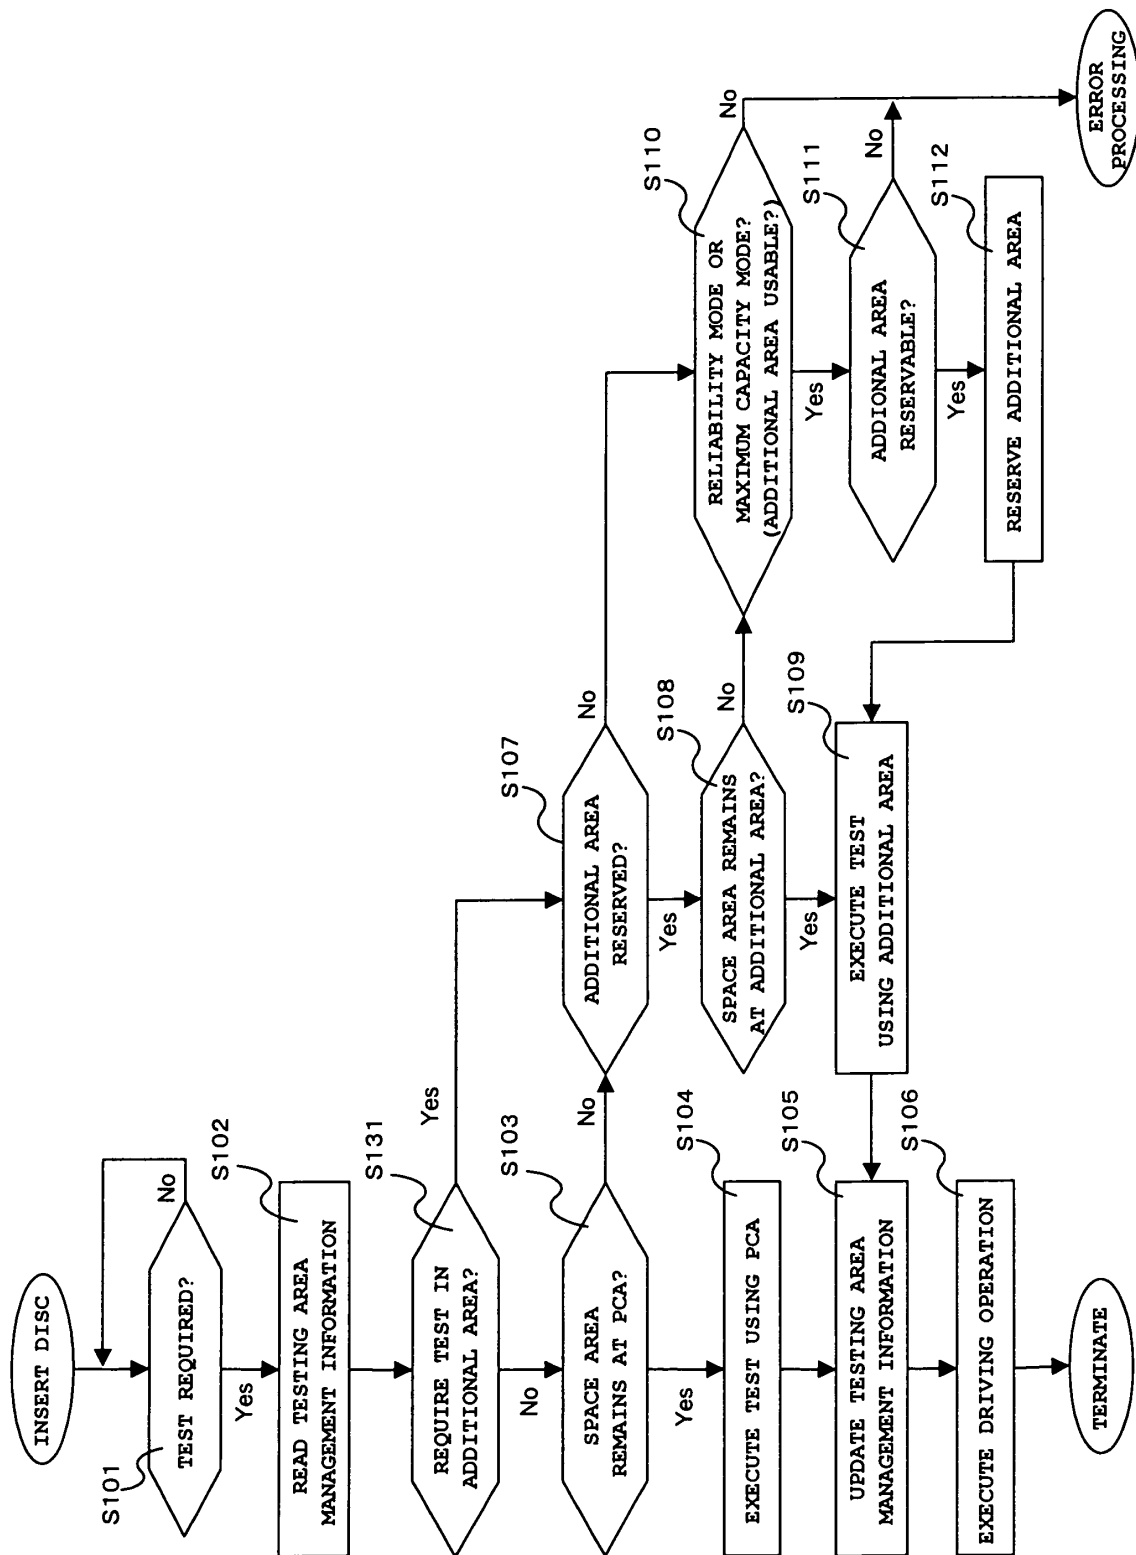 INSERT DISC
S101
TEST REQUIRED?
No
Yes
S102
READ TESTING AREA
MANAGEMENT INFORMATION
S131
REQUIRE TEST IN
ADDITIONAL AREA?
Yes
No
S103
SPACE AREA
REMAINS AT PCA?
No
Yes
S104
EXECUTE TEST USING PCA
S105
UPDATE TESTING AREA
MANAGEMENT INFORMATION
S106
EXECUTE DRIVING OPERATION
TERMINATE
S107
ADDITIONAL AREA
RESERVED?
No
Yes
S108
SPACE AREA REMAINS
AT ADDITIONAL AREA?
No
Yes
S109
EXECUTE TEST
USING ADDITIONAL AREA
S110
RELIABILITY MODE OR
MAXIMUM CAPACITY MODE?
(ADDITIONAL AREA USABLE?)
No
Yes
S111
ADDIONAL AREA
RESERVABLE?
No
Yes
S112
RESERVE ADDITIONAL AREA
ERROR
PROCESSING